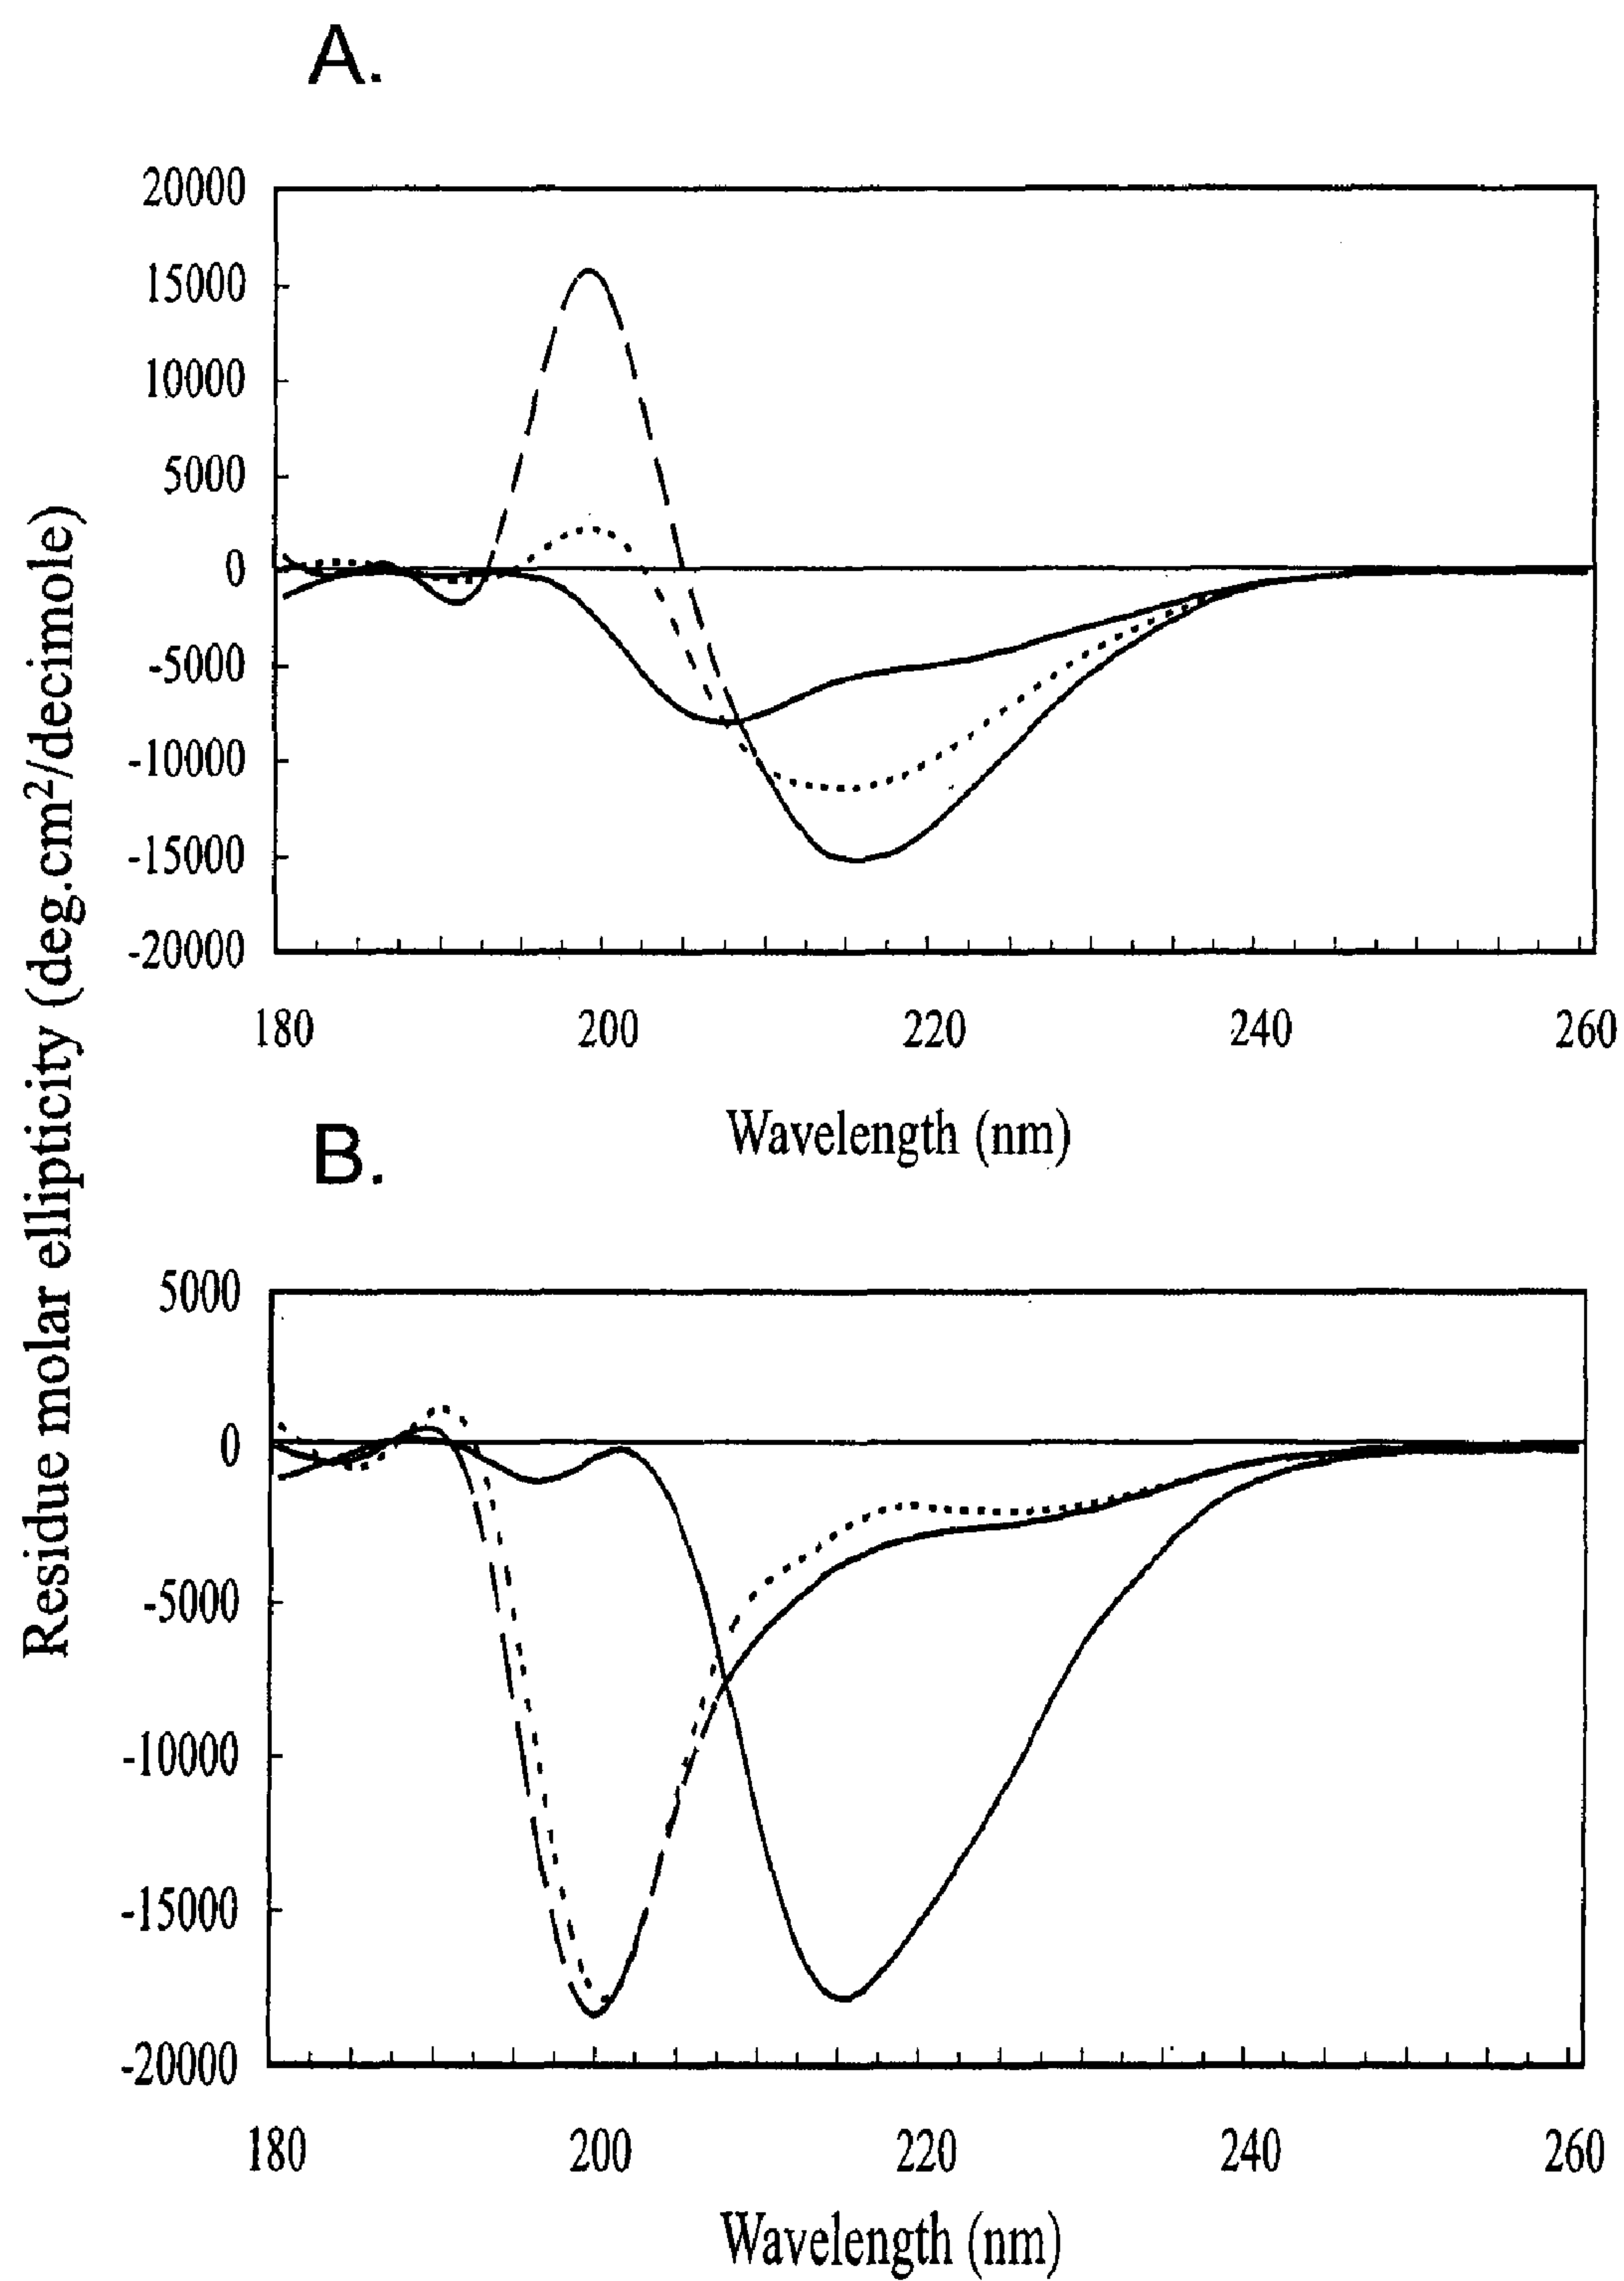 A.
Residue molar ellipticity (deg.cm²/decimole)
20000
15000
10000
5000
0
-5000
-10000
-15000
-20000
180 200 220 240 260
Wavelength (nm)
B.
5000
0
-5000
-10000
-15000
-20000
180 200 220 240 260
Wavelength (nm)